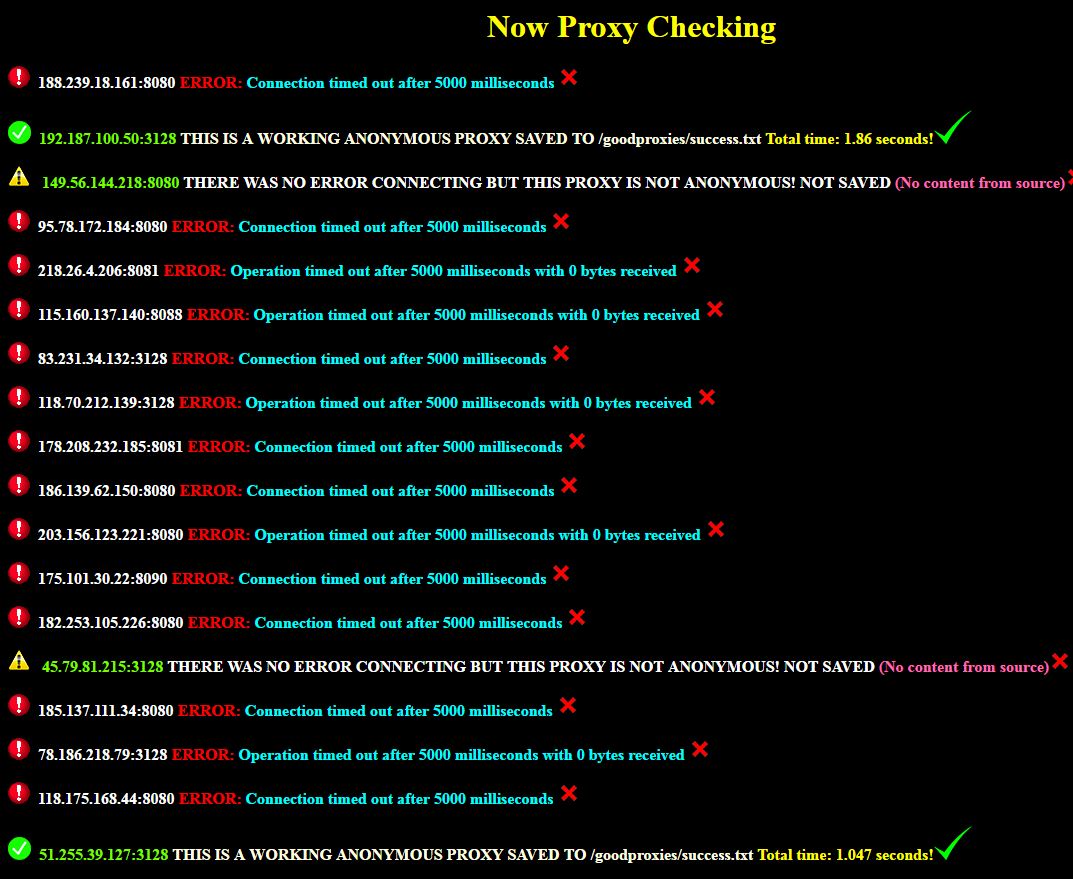 Now Proxy Checking
188.239.18.161:8080 ERROR: Connection timed out after 5000 milliseconds
192.187.100.50:3128 THIS IS A WORKING ANONYMOUS PROXY SAVED TO /goodproxies/success.txt Total time: 1.86 seconds!
149.56.144.218:8080 THERE WAS NO ERROR CONNECTING BUT THIS PROXY IS NOT ANONYMOUS! NOT SAVED (No content from source)
95.78.172.184:8080 ERROR: Connection timed out after 5000 milliseconds
218.26.4.206:8081 ERROR: Operation timed out after 5000 milliseconds with 0 bytes received
115.160.137.140:8088 ERROR: Operation timed out after 5000 milliseconds with 0 bytes received
83.231.34.132:3128 ERROR: Connection timed out after 5000 milliseconds
118.70.212.139:3128 ERROR: Operation timed out after 5000 milliseconds with 0 bytes received
178.208.232.185:8081 ERROR: Connection timed out after 5000 milliseconds
186.139.62.150:8080 ERROR: Connection timed out after 5000 milliseconds
203.156.123.221:8080 ERROR: Operation timed out after 5000 milliseconds with 0 bytes received
175.101.30.22:8090 ERROR: Connection timed out after 5000 milliseconds
182.253.105.226:8080 ERROR: Connection timed out after 5000 milliseconds
45.79.81.215:3128 THERE WAS NO ERROR CONNECTING BUT THIS PROXY IS NOT ANONYMOUS! NOT SAVED (No content from source)
185.137.111.34:8080 ERROR: Connection timed out after 5000 milliseconds
78.186.218.79:3128 ERROR: Operation timed out after 5000 milliseconds with 0 bytes received
118.175.168.44:8080 ERROR: Connection timed out after 5000 milliseconds
51.255.39.127:3128 THIS IS A WORKING ANONYMOUS PROXY SAVED TO /goodproxies/success.txt Total time: 1.047 seconds!